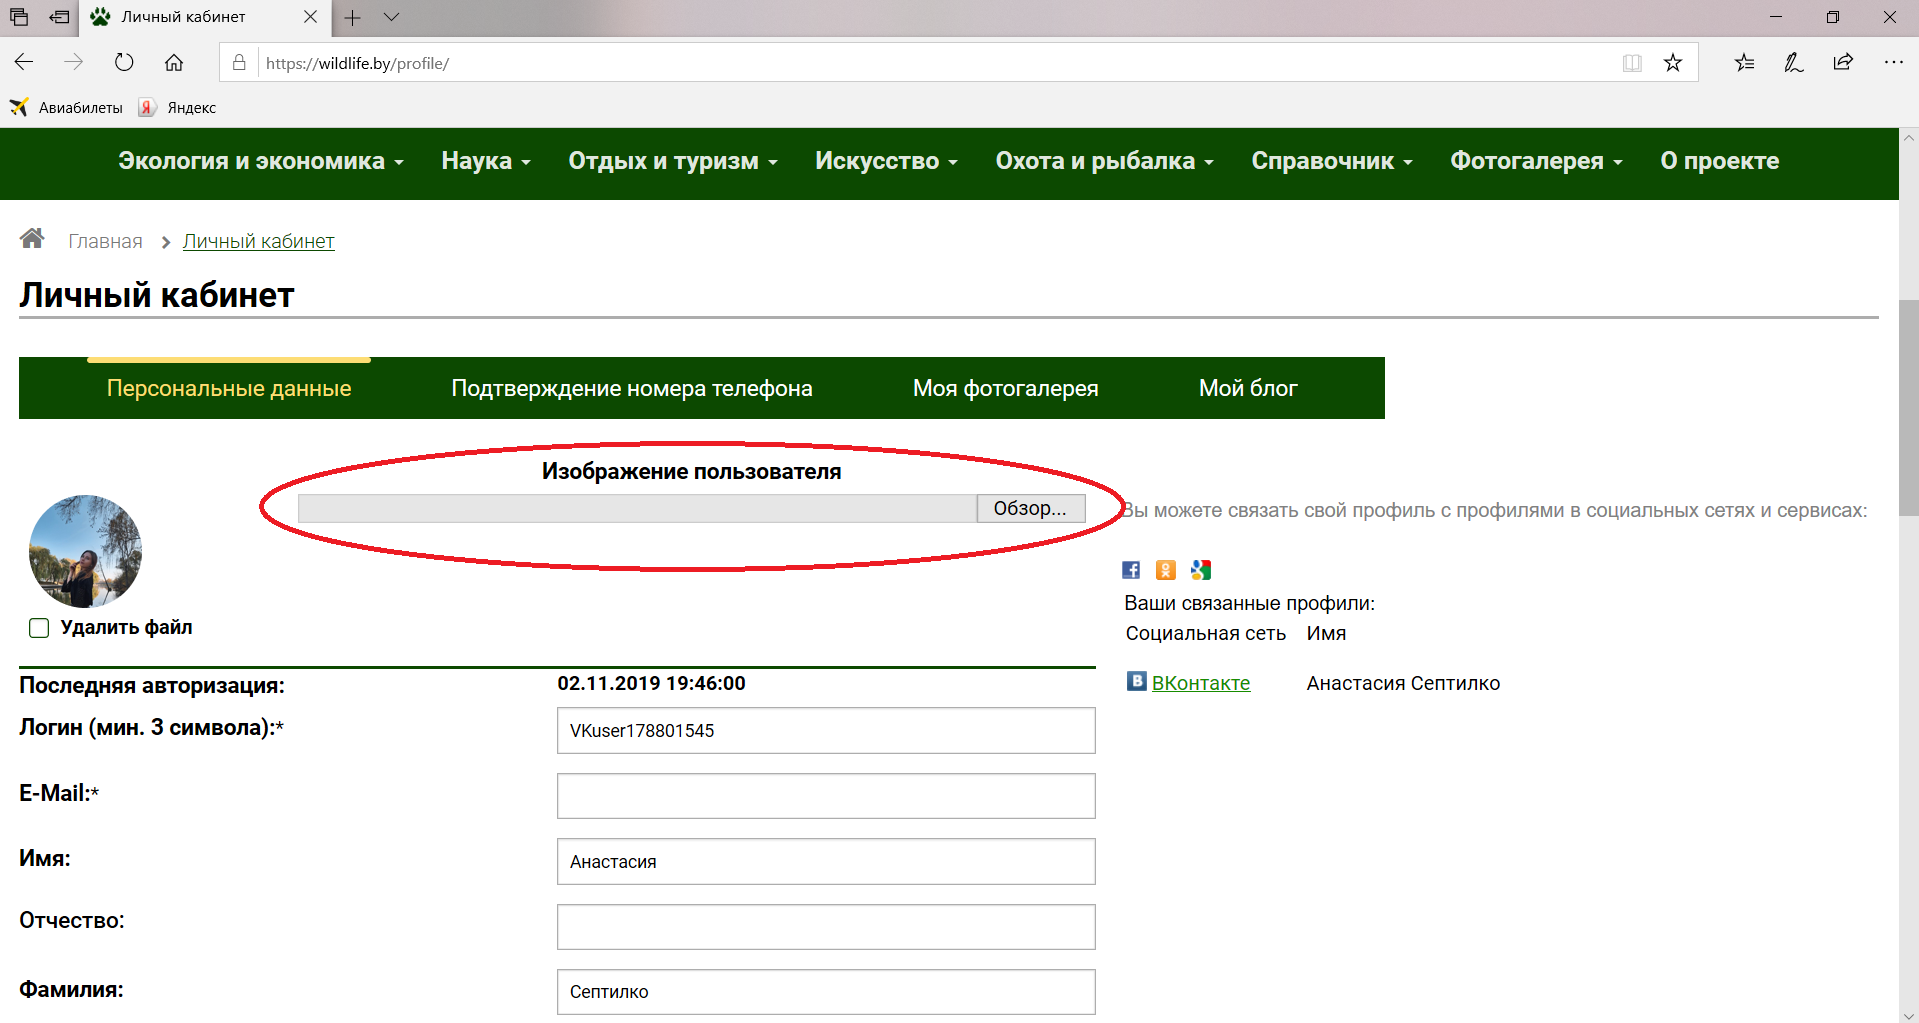 Личный кабинет
https://wildlife.by/profile/
Авиабилеты Яндекс
Экология и экономика Наука Отдых и туризм Искусство Охота и рыбалка Справочник Фотогалерея О проекте
Главная Личный кабинет
Личный кабинет
Персональные данные Подтверждение номера телефона Моя фотогалерея Мой блог
Изображение пользователя
Обзор...
Вы можете связать свой профиль с профилями в социальных сетях и сервисах:
Удалить файл
Ваши связанные профили:
Социальная сеть Имя
ВКонтакте Анастасия Септилко
Последняя авторизация: 02.11.2019 19:46:00
Логин (мин. 3 символа):* VKuser178801545
E-Mail:*
Имя: Анастасия
Отчество:
Фамилия: Септилко